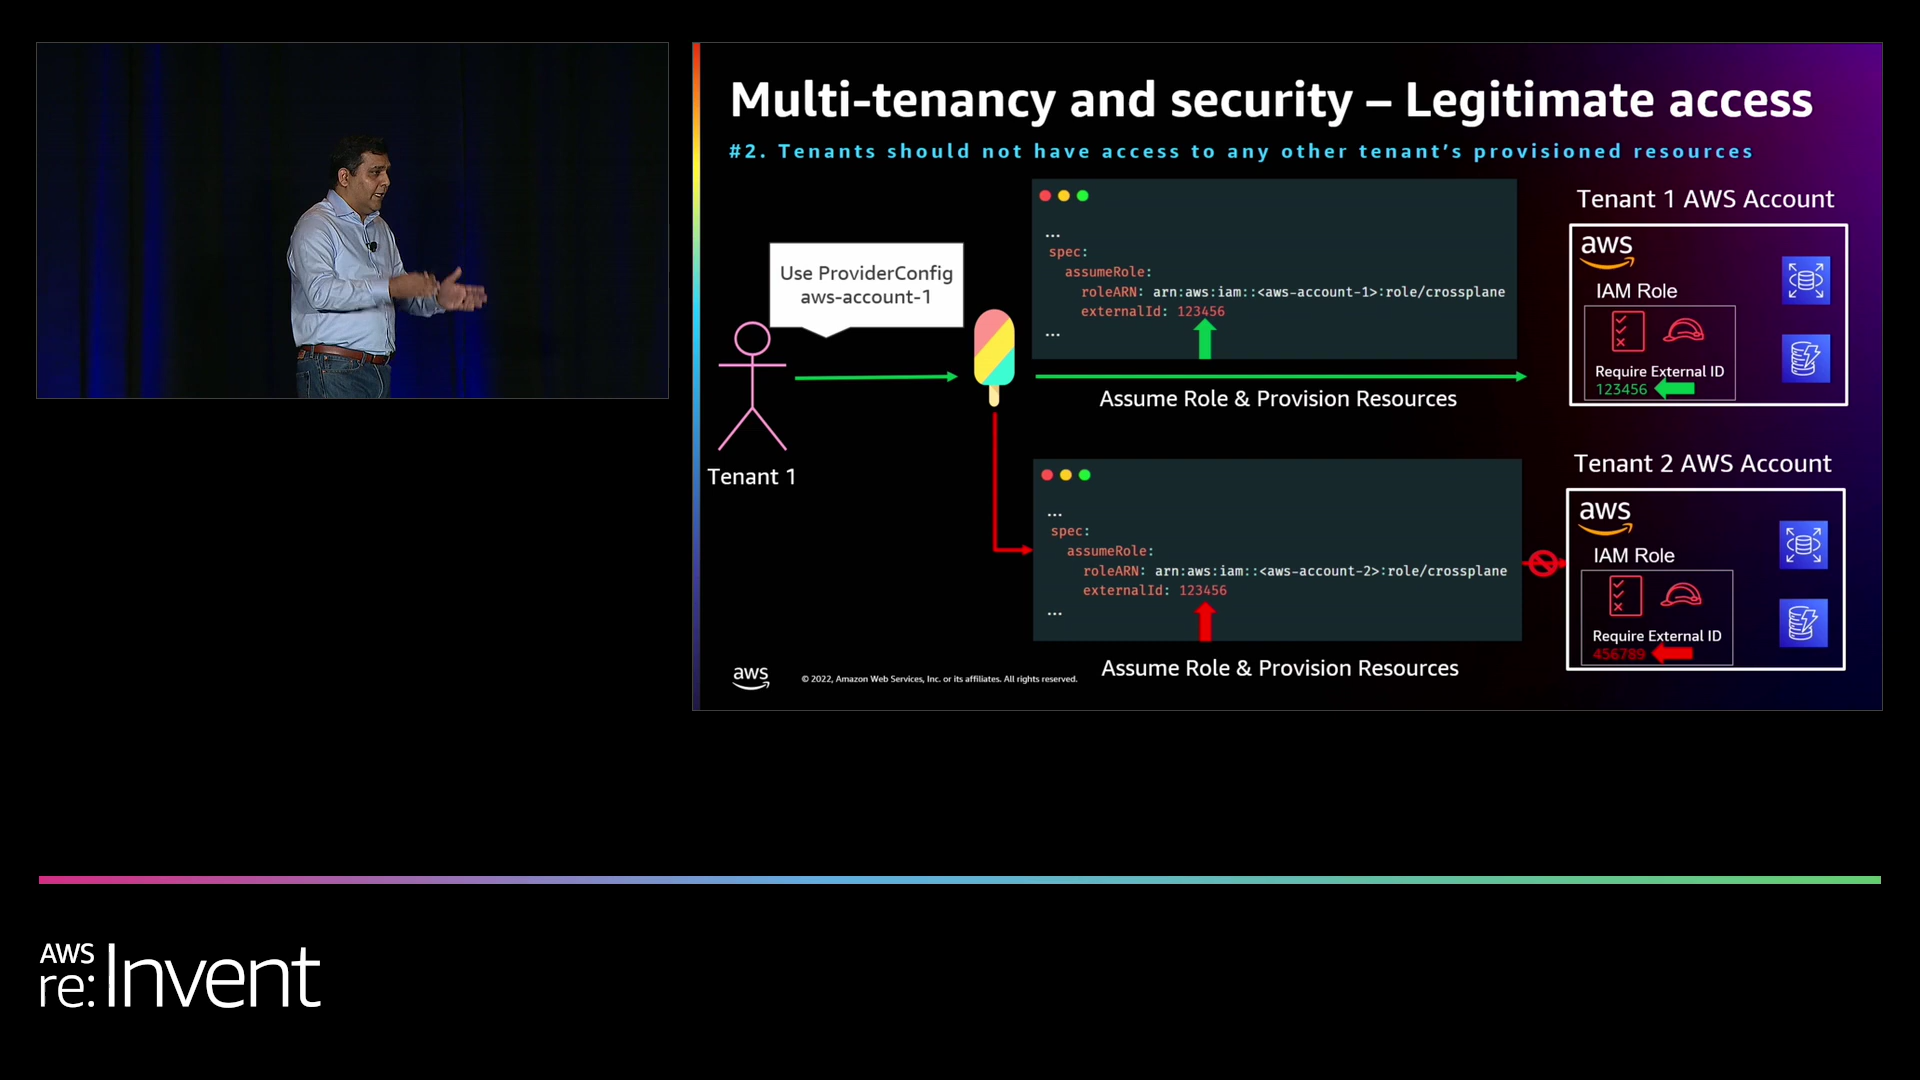 Multi-tenancy and security – Legitimate access
#2. Tenants should not have access to any other tenant's provisioned resources
Use ProviderConfig
aws-account-1
Tenant 1
...
spec:
assumeRole:
roleARN: arn:aws:iam::<aws-account-1>:role/crossplane
externalId: 123456
...
Assume Role & Provision Resources
Tenant 1 AWS Account
aws
IAM Role
Require External ID
123456
...
spec:
assumeRole:
roleARN: arn:aws:iam::<aws-account-2>:role/crossplane
externalId: 123456
...
Assume Role & Provision Resources
Tenant 2 AWS Account
aws
IAM Role
Require External ID
456789
aws
© 2022, Amazon Web Services, Inc. or its affiliates. All rights reserved.
AWS
re:Invent